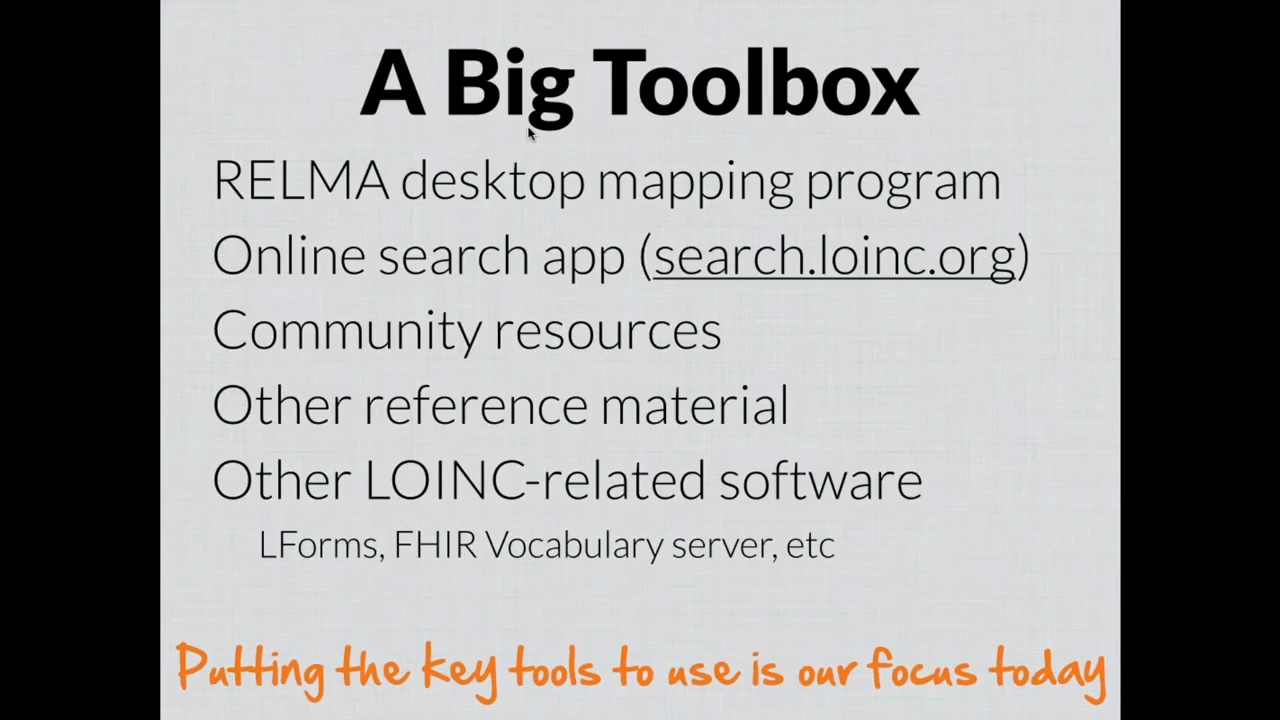 A Big Toolbox
RELMA desktop mapping program
Online search app (search.loinc.org)
Community resources
Other reference material
Other LOINC-related software
LForms, FHIR Vocabulary server, etc
Putting the key tools to use is our focus today